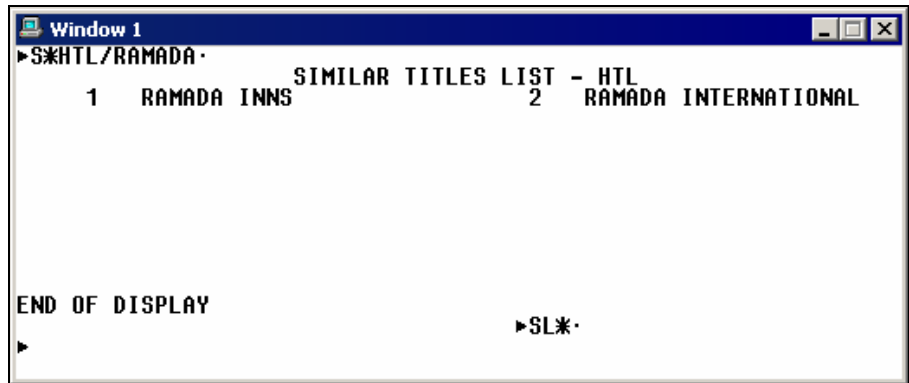 Window 1
►S*HTL/RAMADA·
SIMILAR TITLES LIST - HTL
1 RAMADA INNS 2 RAMADA INTERNATIONAL
END OF DISPLAY
►SL*·
►